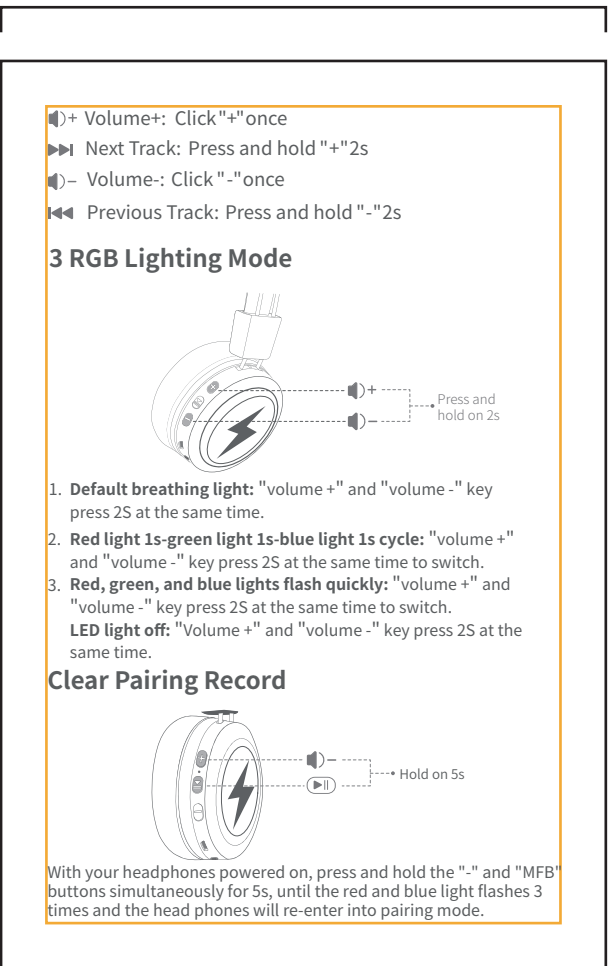 + Volume+: Click"+"once
Next Track: Press and hold "+"2s
– Volume-: Click "-"once
Previous Track: Press and hold "-"2s
3 RGB Lighting Mode
+
–
Press and
hold on 2s
1. Default breathing light: "volume +" and "volume -" key
press 2S at the same time.
2. Red light 1s-green light 1s-blue light 1s cycle: "volume +"
and "volume -" key press 2S at the same time to switch.
3. Red, green, and blue lights flash quickly: "volume +" and
"volume -" key press 2S at the same time to switch.
LED light off: "Volume +" and "volume -" key press 2S at the
same time.
Clear Pairing Record
–
Hold on 5s
With your headphones powered on, press and hold the "-" and "MFB"
buttons simultaneously for 5s, until the red and blue light flashes 3
times and the head phones will re-enter into pairing mode.